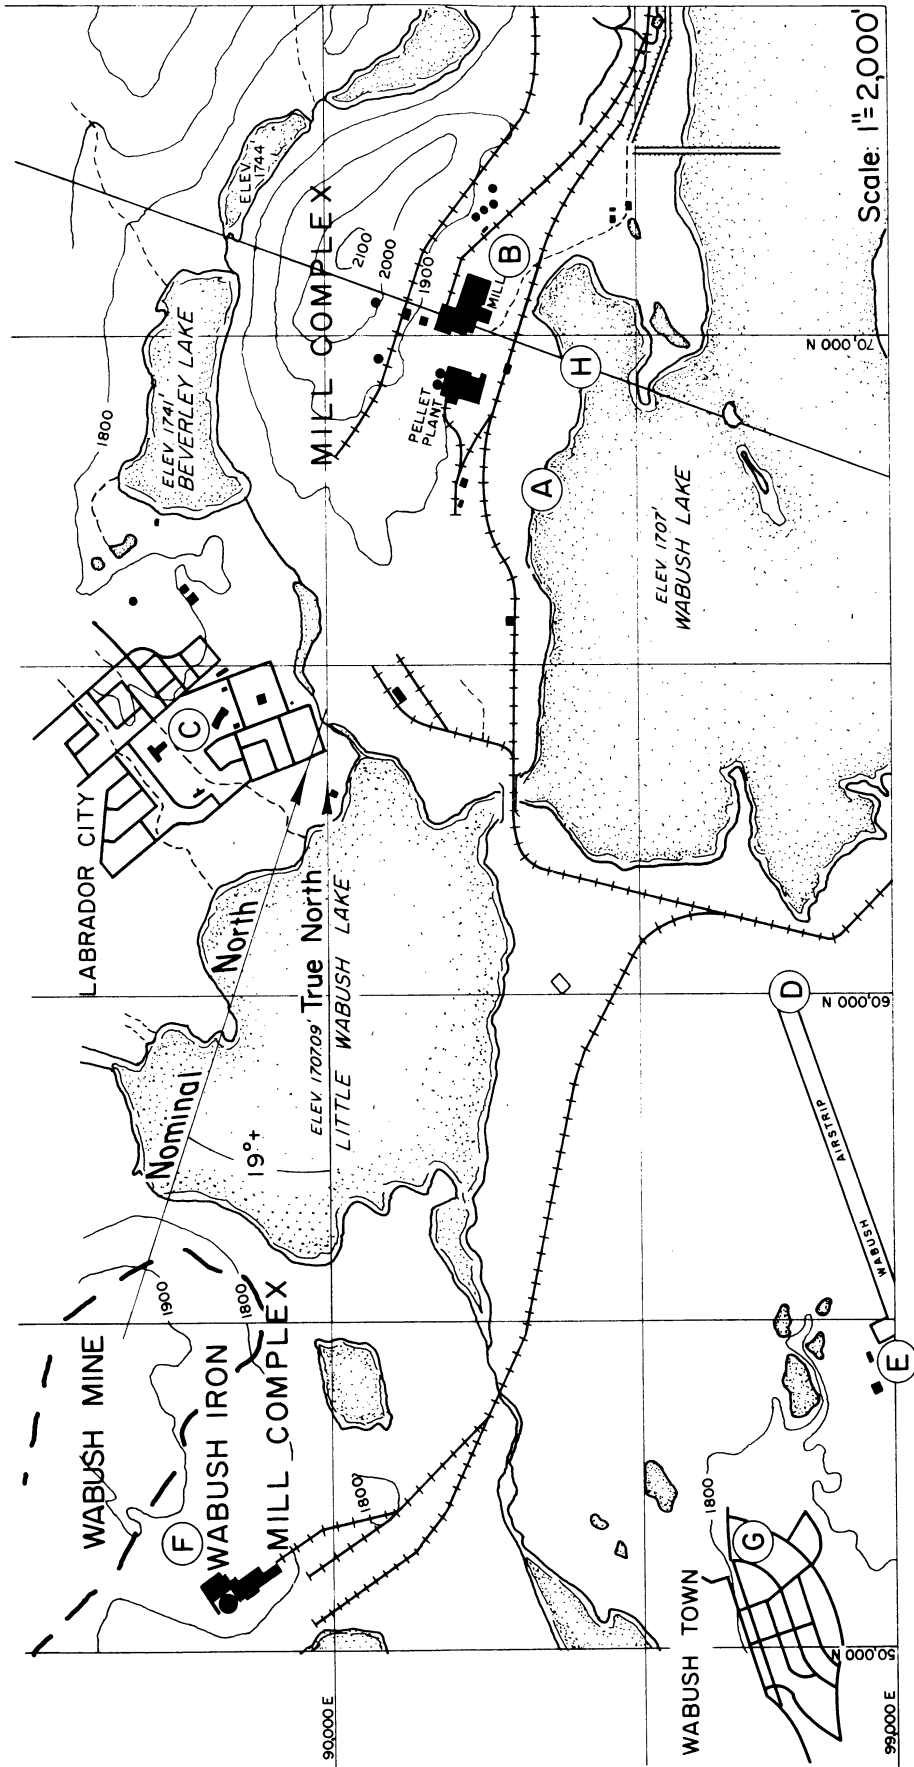 WABUSH MINE
1900
1800
F
WABUSH IRON
MILL COMPLEX
1800
Nominal North
19°+
True North
ELEV 1707.09'
LITTLE WABUSH LAKE
LABRADOR CITY
C
1800
ELEV 1741'
BEVERLEY LAKE
ELEV
1744'
MILL COMPLEX
2100
2000
1900
PELLET
PLANT
MILL
B
H
A
ELEV 1707'
WABUSH LAKE
D
WABUSH AIRSTRIP
E
1800
G
WABUSH TOWN
90,000 E
99,000 E
50,000 N
60,000 N
70,000 N
Scale: 1"= 2,000'